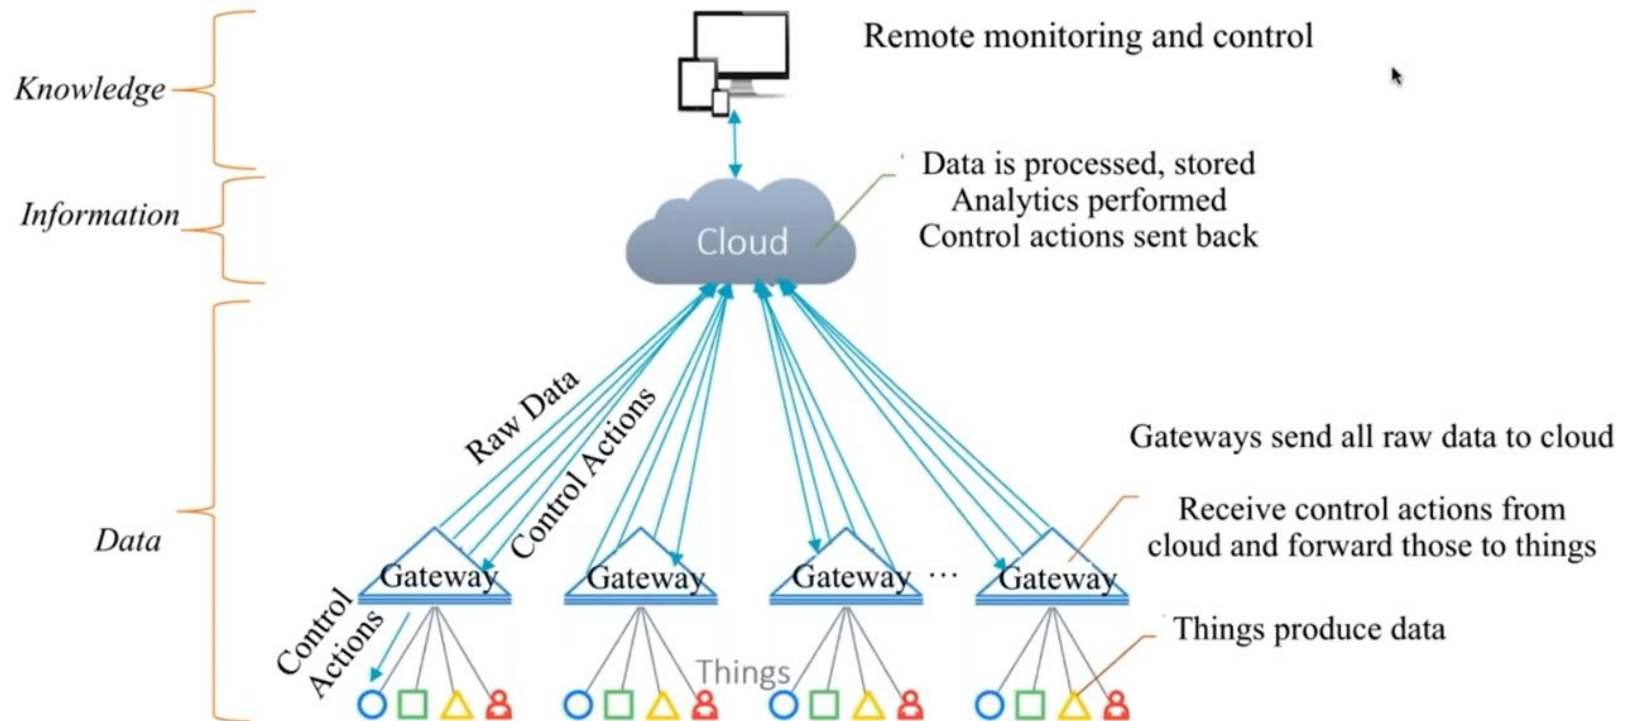 Remote monitoring and control
Knowledge
Data is processed, stored
Analytics performed
Control actions sent back
Information
Cloud
Raw Data
Control Actions
Gateways send all raw data to cloud
Receive control actions from
cloud and forward those to things
Data
Gateway
Gateway
Gateway
...
Gateway
Control
Actions
Things produce data
Things